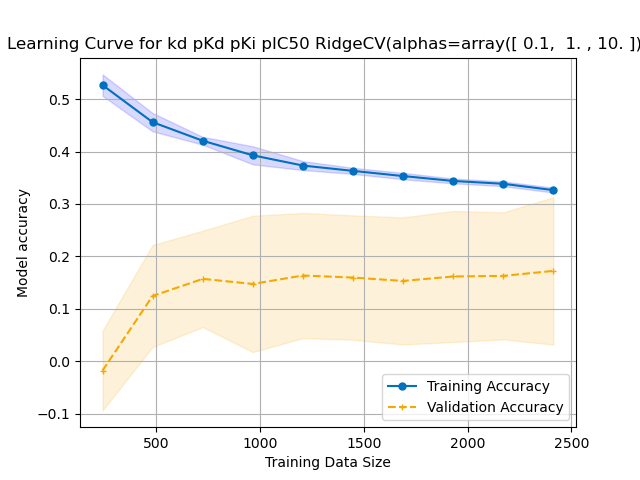 Learning Curve for kd pKd pKi pIC50 RidgeCV(alphas=array([ 0.1,  1. , 10. ])
0.5
0.4
0.3
0.2
0.1
0.0
−0.1
Model accuracy
Training Accuracy
Validation Accuracy
500
1000
1500
2000
2500
Training Data Size